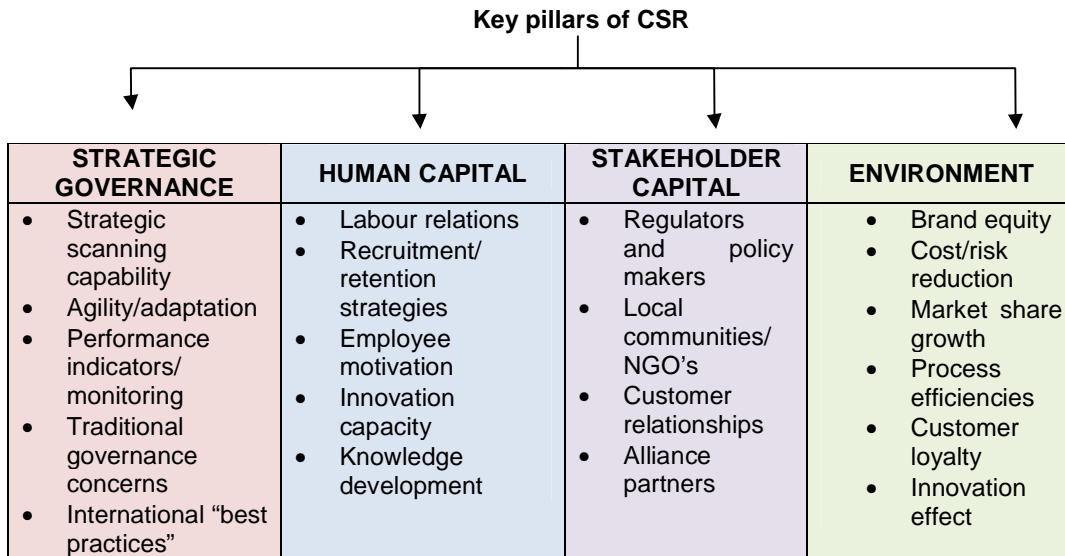 Key pillars of CSR
STRATEGIC
GOVERNANCE
• Strategic
scanning
capability
• Agility/adaptation
• Performance
indicators/
monitoring
• Traditional
governance
concerns
• International “best
practices”
HUMAN CAPITAL
• Labour relations
• Recruitment/
retention
strategies
• Employee
motivation
• Innovation
capacity
• Knowledge
development
STAKEHOLDER
CAPITAL
• Regulators
and policy
makers
• Local
communities/
NGO’s
• Customer
relationships
• Alliance
partners
ENVIRONMENT
• Brand equity
• Cost/risk
reduction
• Market share
growth
• Process
efficiencies
• Customer
loyalty
• Innovation
effect